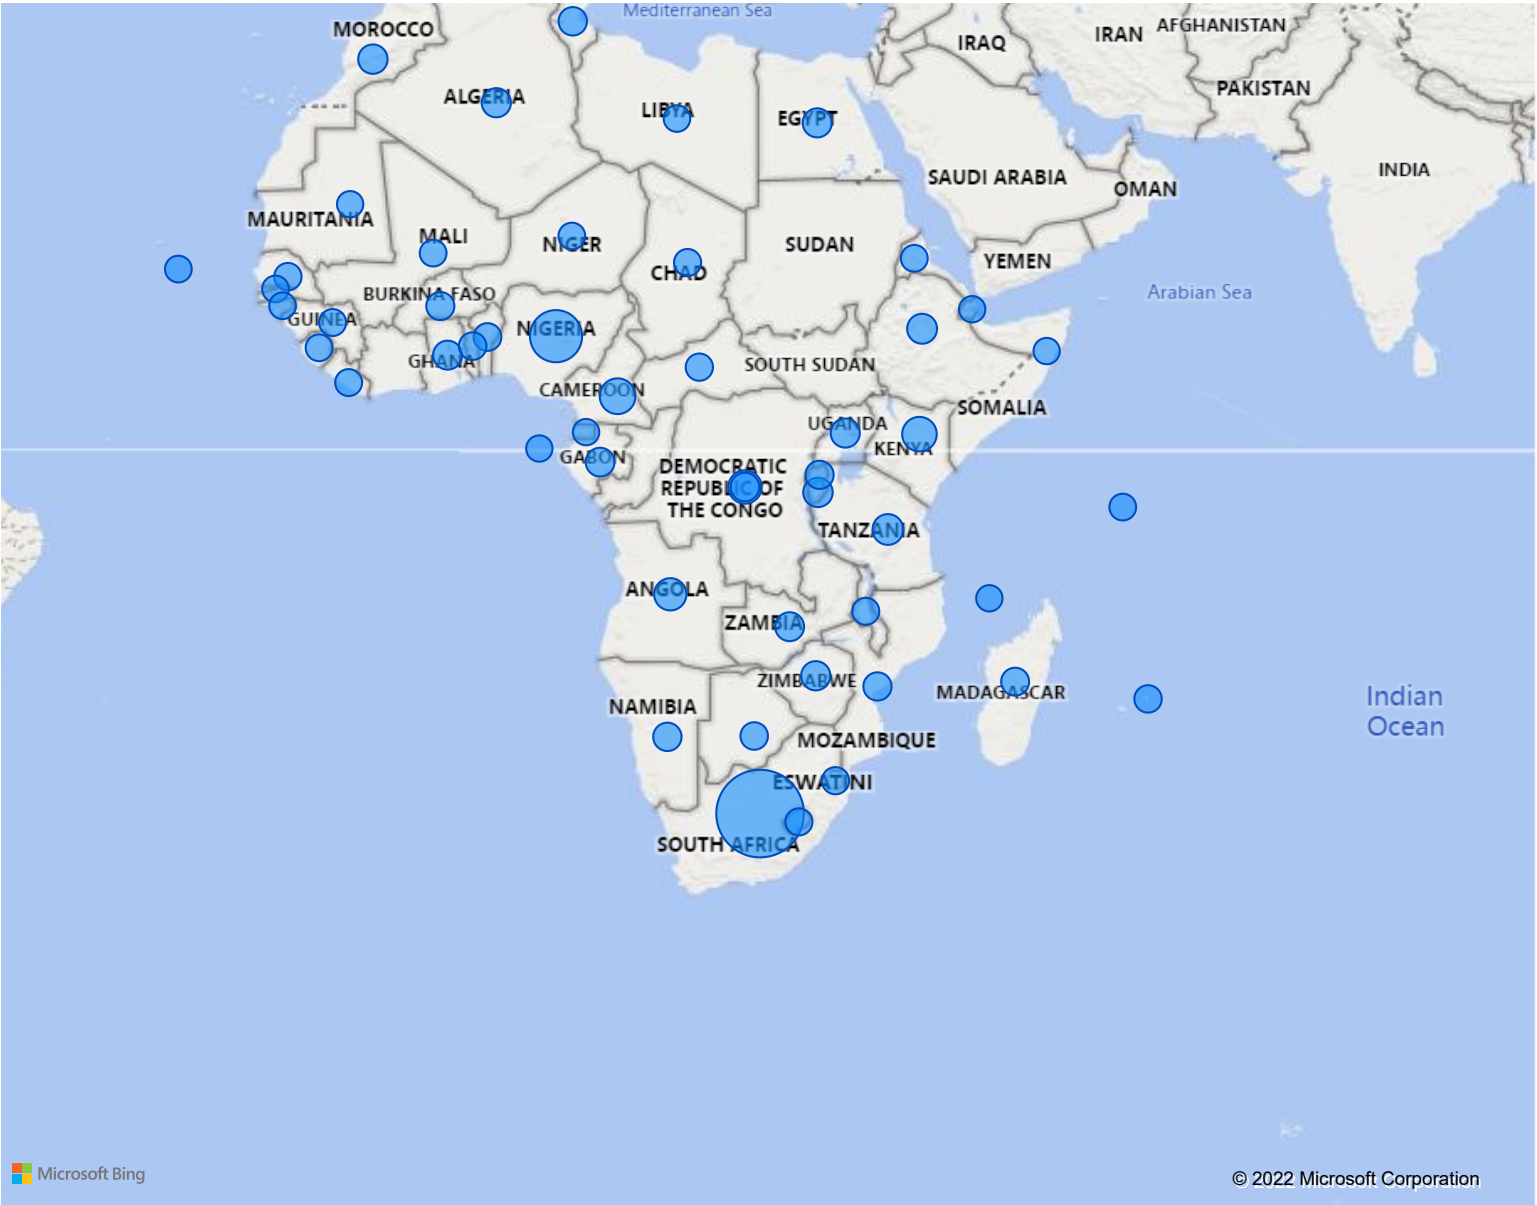 Mediterranean Sea
MOROCCO
AFGHANISTAN
IRAN
IRAQ
PAKISTAN
ALGERIA
LIBYA
EGYPT
INDIA
SAUDI ARABIA
OMAN
MAURITANIA
MALI
NIGER
SUDAN
CHAD
YEMEN
BURKINA FASO
Arabian Sea
GUINEA
NIGERIA
GHANA
SOUTH SUDAN
CAMEROON
SOMALIA
UGANDA
KENYA
GABON
DEMOCRATIC
REPUBLIC OF
THE CONGO
TANZANIA
ANGOLA
ZAMBIA
ZIMBABWE
MADAGASCAR
Indian
Ocean
NAMIBIA
MOZAMBIQUE
ESWATINI
SOUTH AFRICA
Microsoft Bing
© 2022 Microsoft Corporation